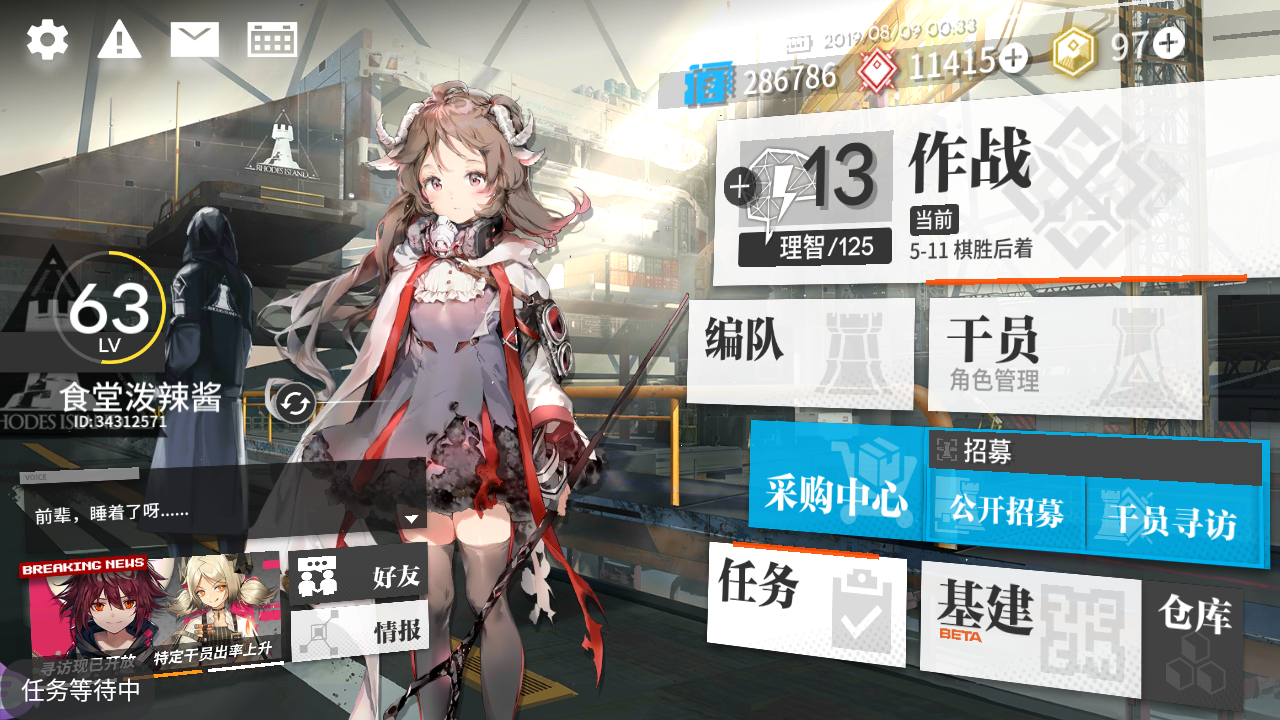 2019/08/09 00:33
286786
11415
97
RHODES ISLAND
13
理智/125
作战
当前
5-11 棋胜后着
63
LV
食堂泼辣酱
ID:34312571
编队
干员
角色管理
招募
采购中心
公开招募
干员寻访
VOICE
前辈，睡着了呀……
BREAKING NEWS
寻访现已开放
特定干员出率上升
好友
情报
任务
基建
BETA
仓库
任务等待中